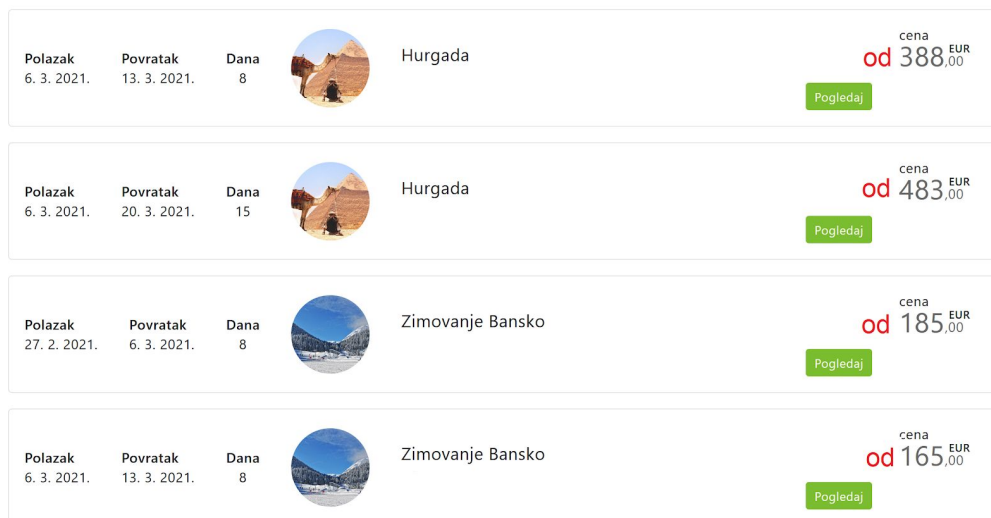 cena
Polazak Povratak Dana Hurgada od 388,00 EUR
6. 3. 2021. 13. 3. 2021. 8
Pogledaj
cena
Polazak Povratak Dana Hurgada od 483,00 EUR
6. 3. 2021. 20. 3. 2021. 15
Pogledaj
cena
Polazak Povratak Dana Zimovanje Bansko od 185,00 EUR
27. 2. 2021. 6. 3. 2021. 8
Pogledaj
cena
Polazak Povratak Dana Zimovanje Bansko od 165,00 EUR
6. 3. 2021. 13. 3. 2021. 8
Pogledaj